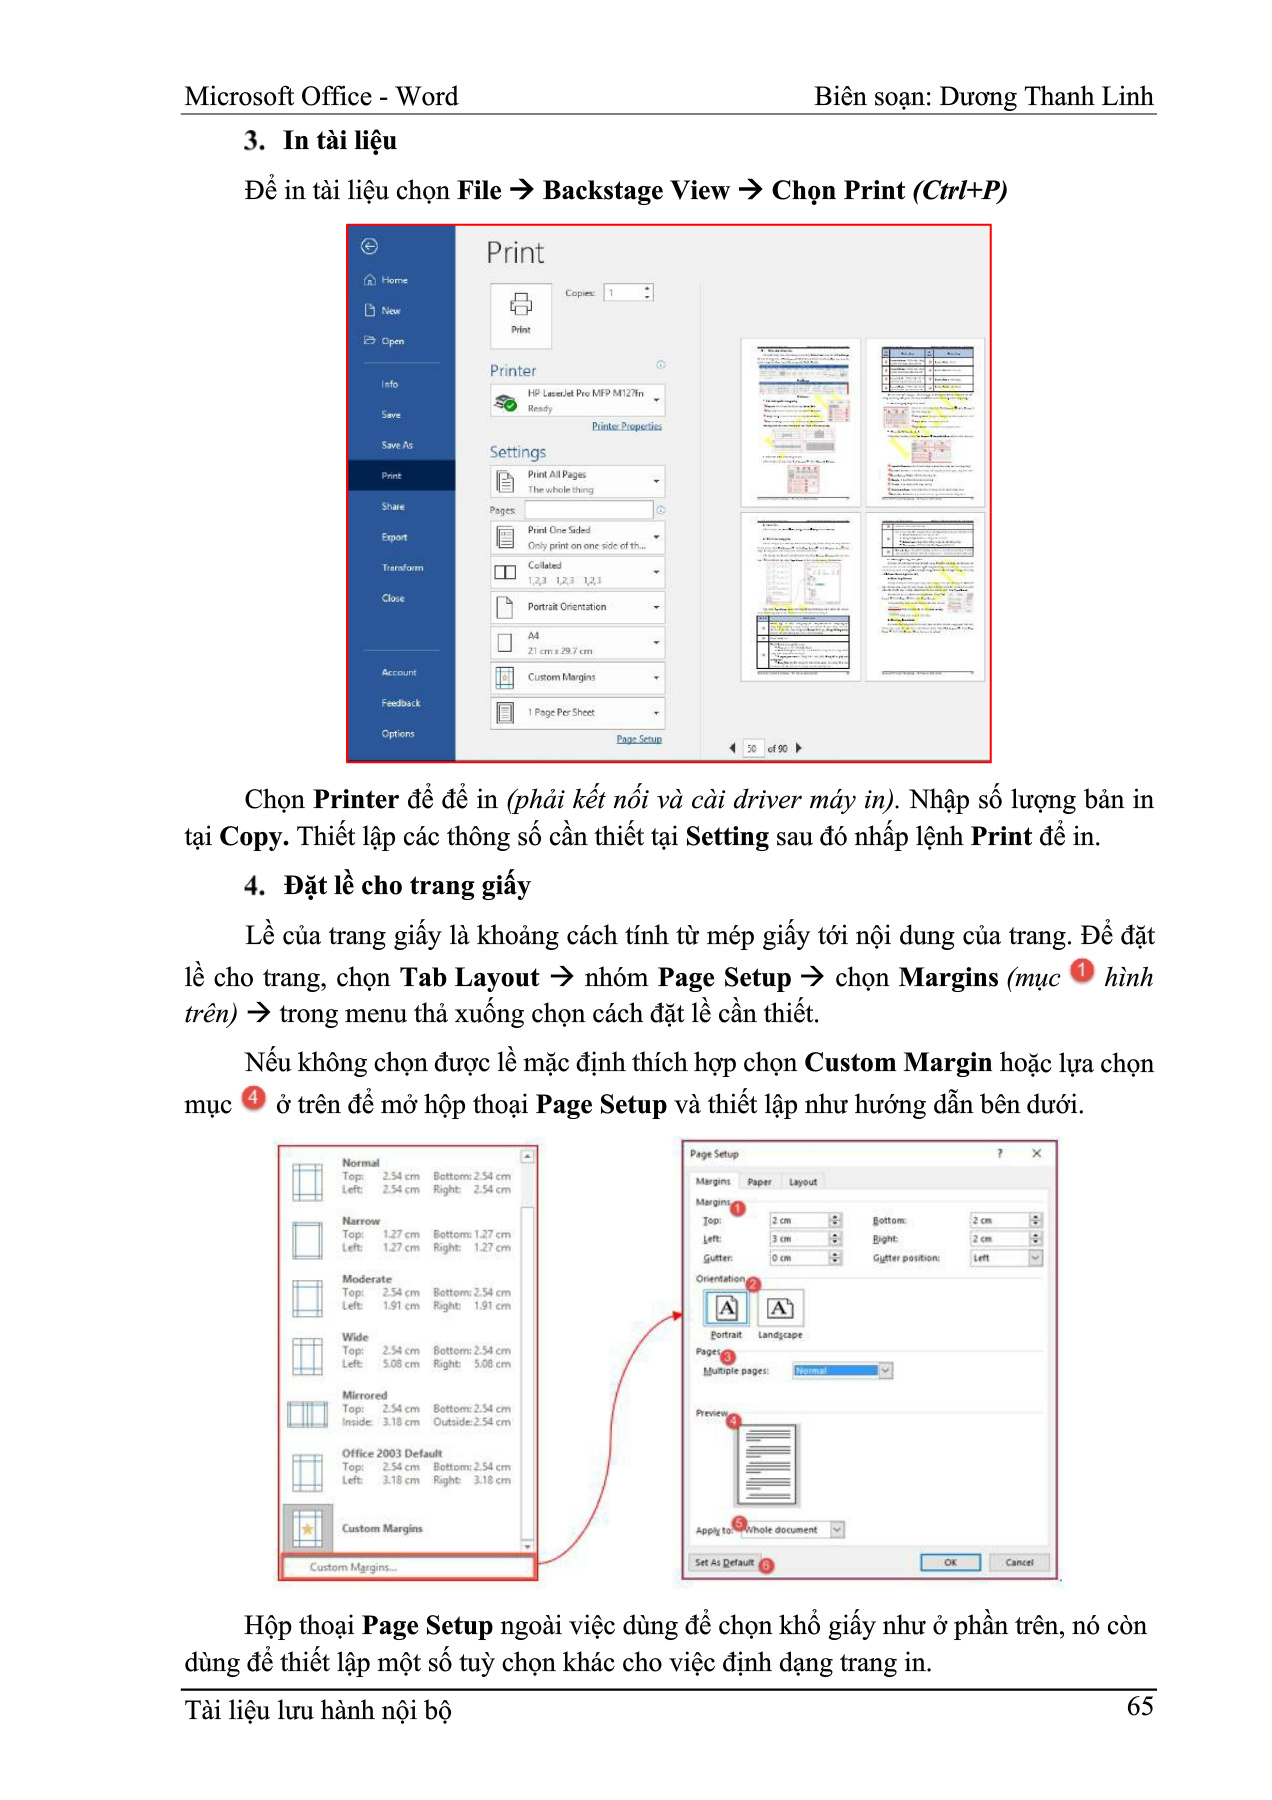 Microsoft Office - Word Biên soạn: Dương Thanh Linh
3. In tài liệu
Để in tài liệu chọn File → Backstage View → Chọn Print (Ctrl+P)
Print
Home
New
Open
Info
Save
Save As
Print
Share
Export
Transform
Close
Account
Feedback
Options
Print
Copies: 1
Printer
HP LaserJet Pro MFP M127fn
Ready
Printer Properties
Settings
Print All Pages
The whole thing
Pages:
Print One Sided
Only print on one side of th...
Collated
1,2,3 1,2,3 1,2,3
Portrait Orientation
A4
21 cm x 29.7 cm
Custom Margins
1 Page Per Sheet
Page Setup
50 of 90
Chọn Printer để để in (phải kết nối và cài driver máy in). Nhập số lượng bản in
tại Copy. Thiết lập các thông số cần thiết tại Setting sau đó nhấp lệnh Print để in.
4. Đặt lề cho trang giấy
Lề của trang giấy là khoảng cách tính từ mép giấy tới nội dung của trang. Để đặt
lề cho trang, chọn Tab Layout → nhóm Page Setup → chọn Margins (mục 1 hình
trên) → trong menu thả xuống chọn cách đặt lề cần thiết.
Nếu không chọn được lề mặc định thích hợp chọn Custom Margin hoặc lựa chọn
mục 4 ở trên để mở hộp thoại Page Setup và thiết lập như hướng dẫn bên dưới.
Normal
Top: 2.54 cm Bottom: 2.54 cm
Left: 2.54 cm Right: 2.54 cm
Narrow
Top: 1.27 cm Bottom: 1.27 cm
Left: 1.27 cm Right: 1.27 cm
Moderate
Top: 2.54 cm Bottom: 2.54 cm
Left: 1.91 cm Right: 1.91 cm
Wide
Top: 2.54 cm Bottom: 2.54 cm
Left: 5.08 cm Right: 5.08 cm
Mirrored
Top: 2.54 cm Bottom: 2.54 cm
Inside: 3.18 cm Outside: 2.54 cm
Office 2003 Default
Top: 2.54 cm Bottom: 2.54 cm
Left: 3.18 cm Right: 3.18 cm
Custom Margins
Custom Margins...
Page Setup ? X
Margins Paper Layout
Margins 1
Top: 2 cm Bottom: 2 cm
Left: 3 cm Right: 2 cm
Gutter: 0 cm Gutter position: Left
Orientation 2
A A
Portrait Landscape
Pages 3
Multiple pages: Normal
Preview 4
Apply to: 5 Whole document
Set As Default 6 OK Cancel
Hộp thoại Page Setup ngoài việc dùng để chọn khổ giấy như ở phần trên, nó còn
dùng để thiết lập một số tuỳ chọn khác cho việc định dạng trang in.
Tài liệu lưu hành nội bộ 65